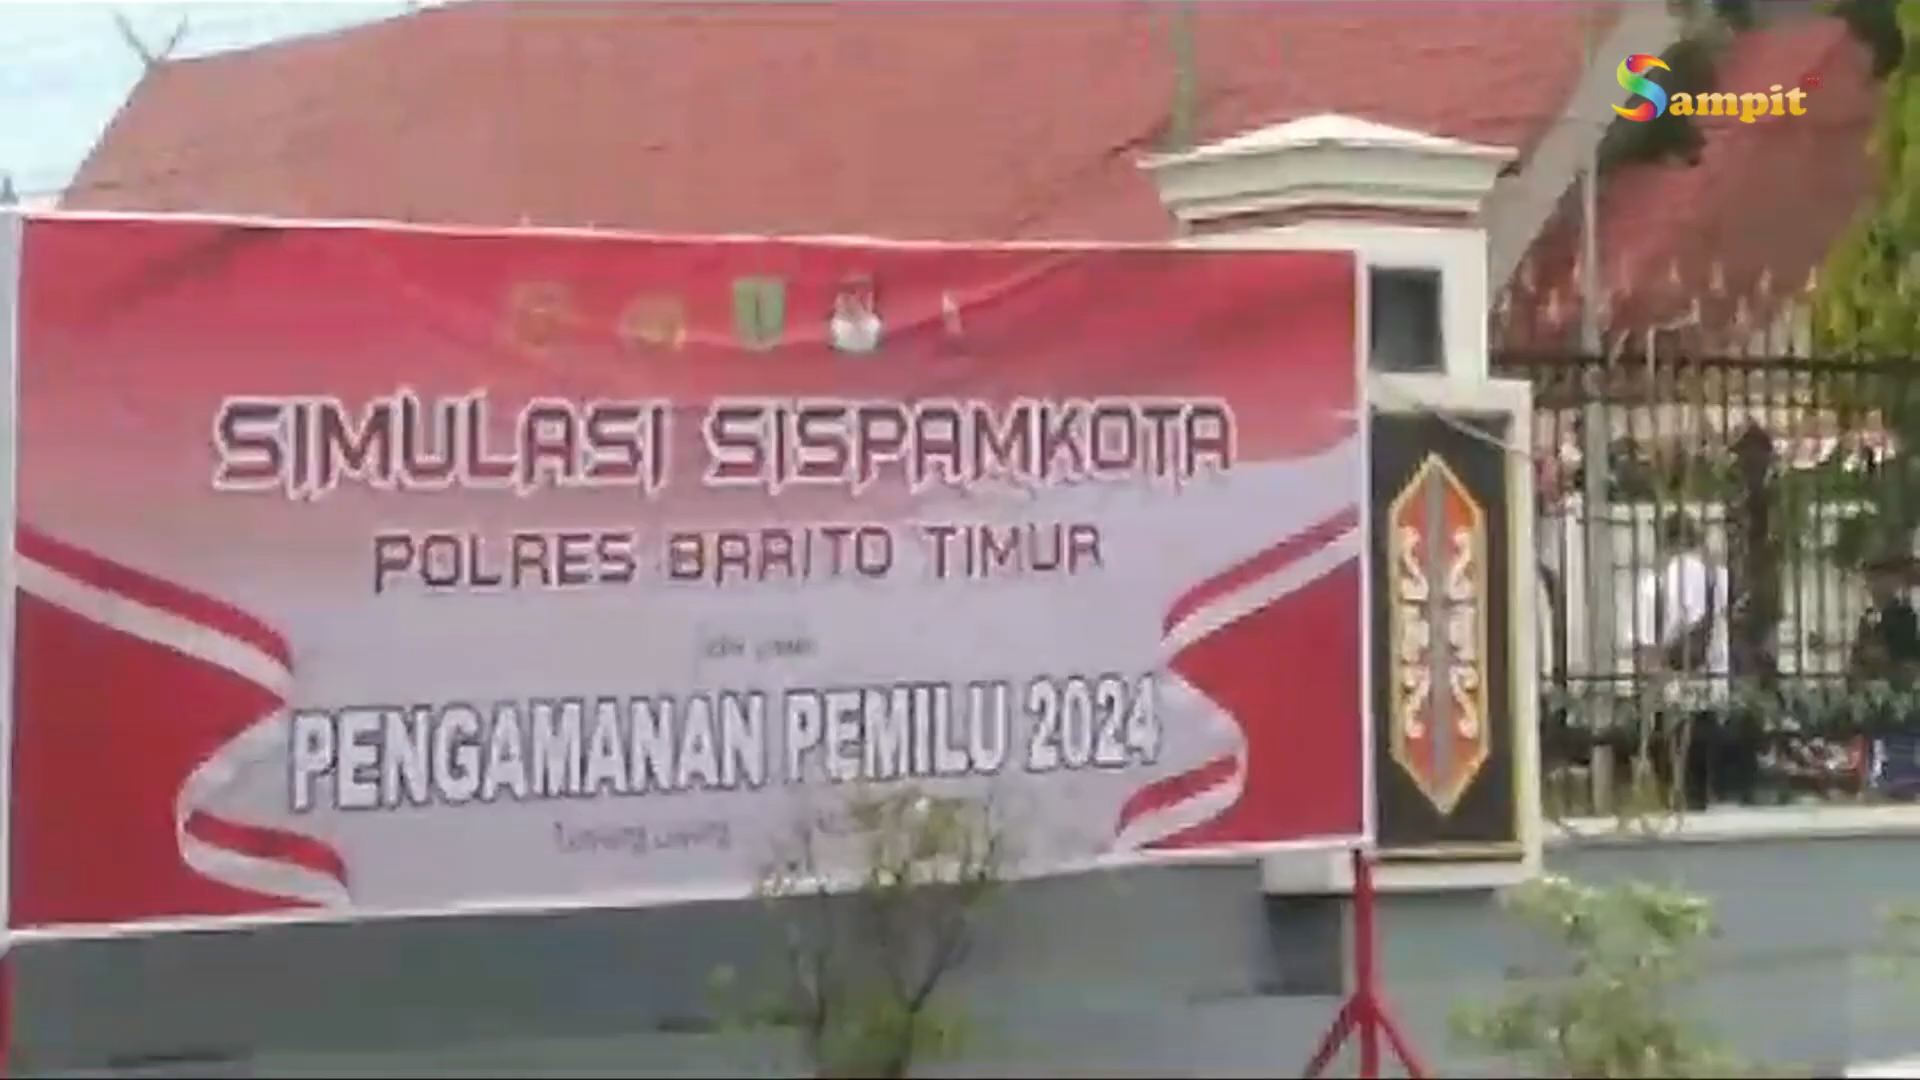 Sampit
SIMULASI SISPAMKOTA
POLRES BARITO TIMUR
PENGAMANAN PEMILU 2024